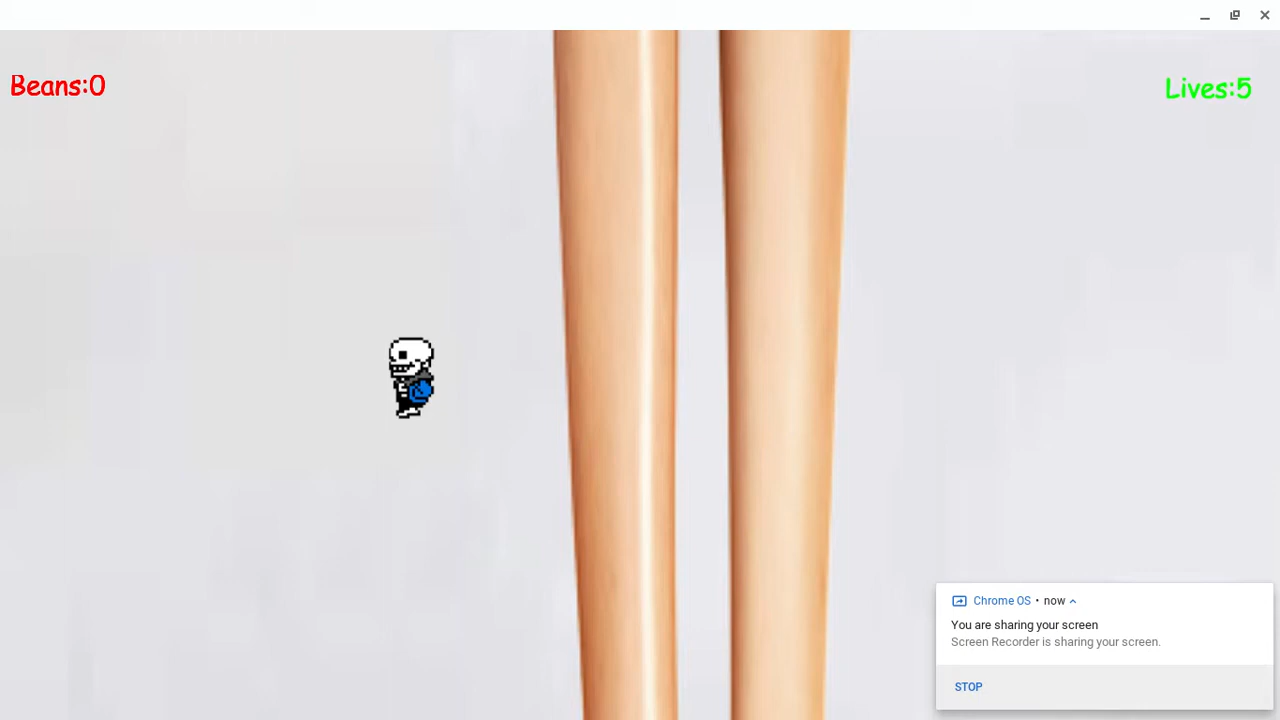 Beans:0
Lives:5
Chrome OS • now
You are sharing your screen
Screen Recorder is sharing your screen.
STOP